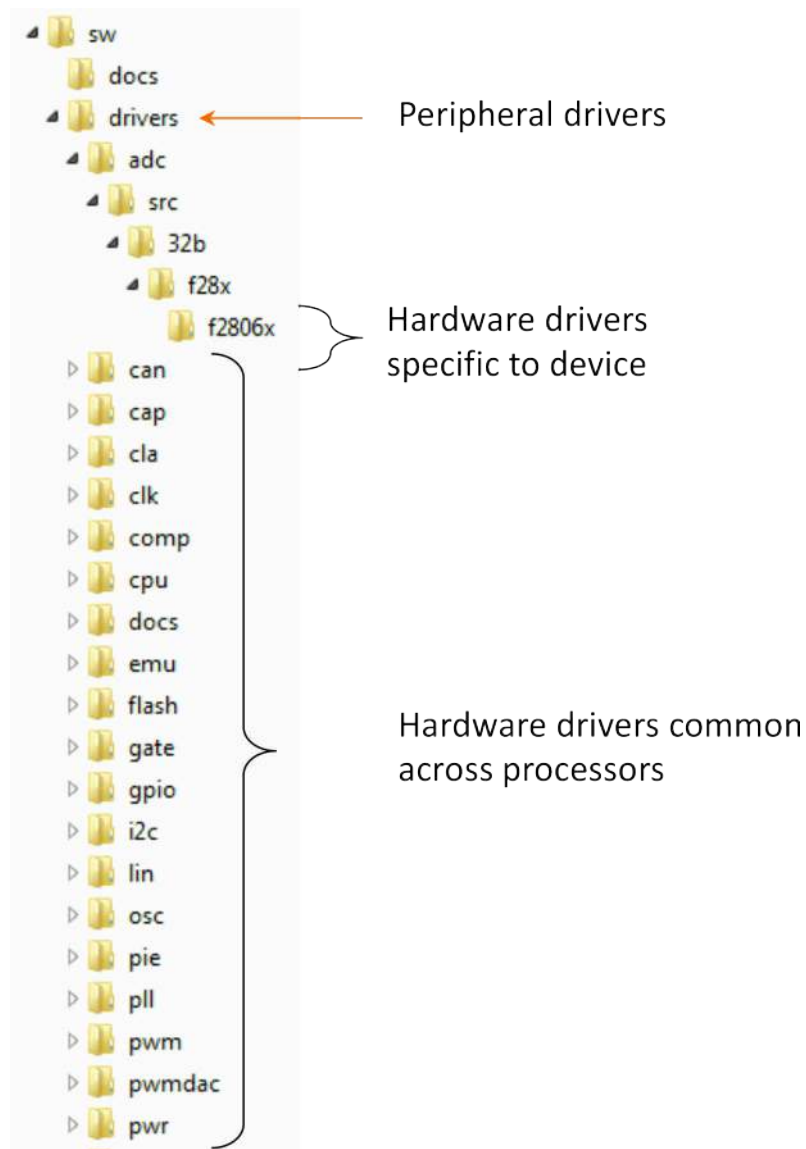 sw
docs
drivers
Peripheral drivers
adc
src
32b
f28x
f2806x
Hardware drivers
specific to device
can
cap
cla
clk
comp
cpu
docs
emu
flash
gate
gpio
i2c
lin
osc
pie
pll
pwm
pwmdac
pwr
Hardware drivers common
across processors